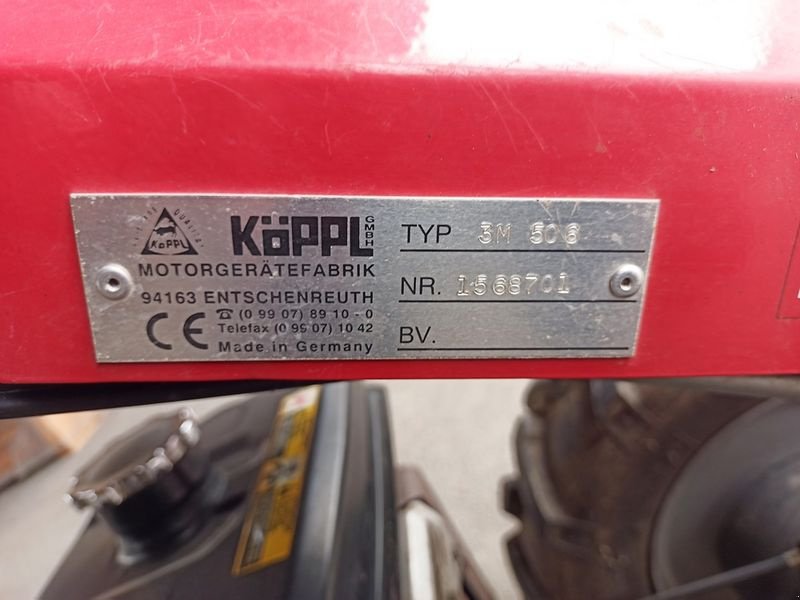 KÖPPL
KÖPPL GMBH
MOTORGERÄTEFABRIK
94163 ENTSCHENREUTH
☎ (0 99 07) 89 10 - 0
Telefax (0 99 07) 10 42
CE Made in Germany
TYP 3M 506
NR. 1568701
BV.